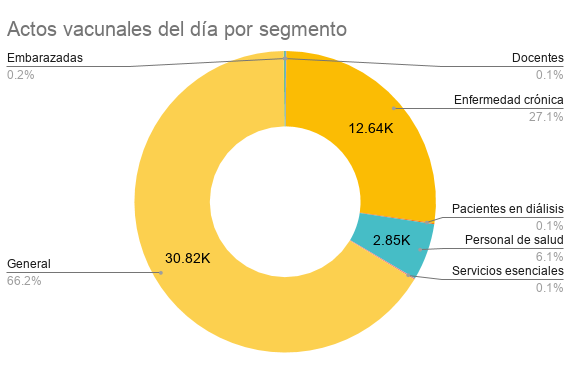 Actos vacunales del día por segmento
Embarazadas
0.2%
Docentes
0.1%
Enfermedad crónica
27.1%
12.64K
Pacientes en diálisis
0.1%
Personal de salud
6.1%
2.85K
Servicios esenciales
0.1%
General
66.2%
30.82K